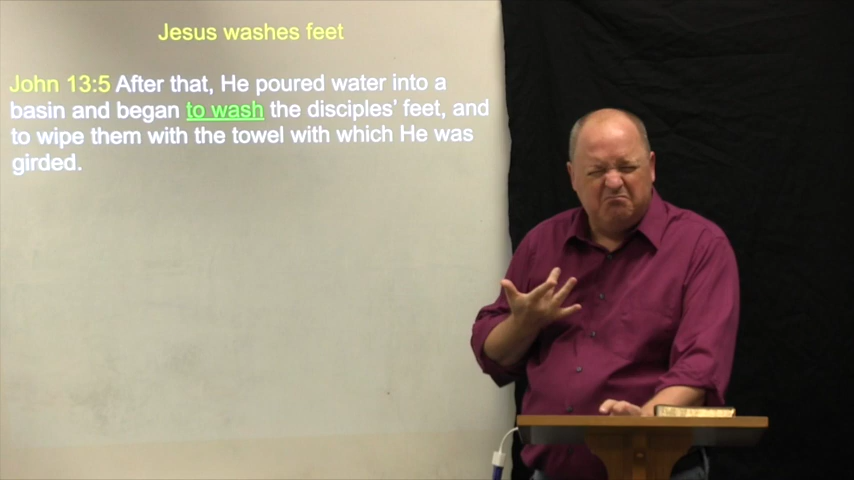 Jesus washes feet
John 13:5 After that, He poured water into a
basin and began to wash the disciples’ feet, and
to wipe them with the towel with which He was
girded.